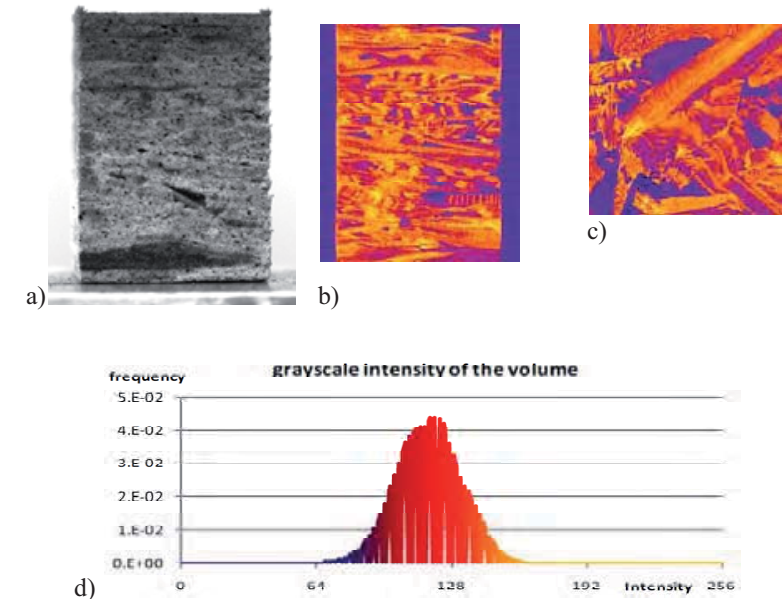 a)
b)
c)
grayscale intensity of the volume
frequency
5.E-02
4.E-02
3.E-02
2.E-02
1.E-02
0.E+00
0 64 128 192 Intensity 256
d)